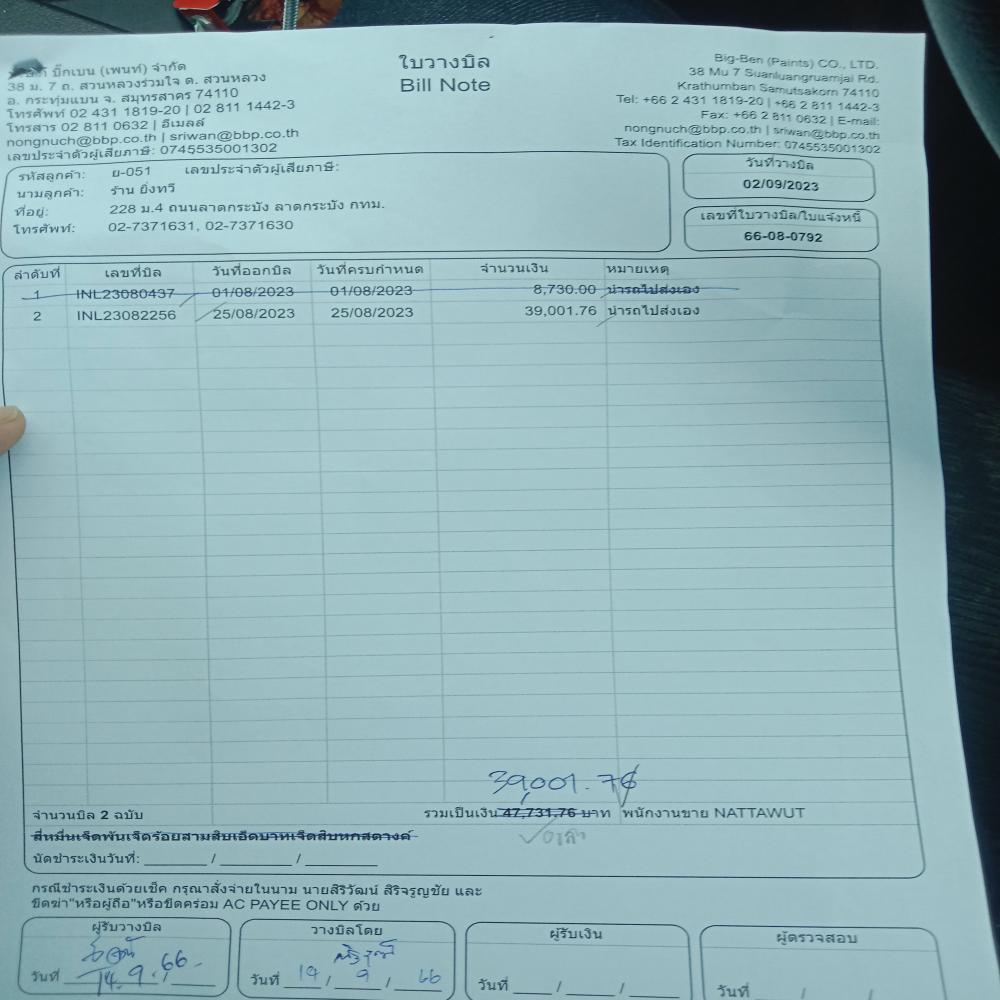 บิ๊กเบน (เพนท์) จำกัด
38 ม. 7 ถ. สวนหลวงร่วมใจ ต. สวนหลวง
อ. กระทุ่มแบน จ. สมุทรสาคร 74110
โทรศัพท์ 02 431 1819-20 | 02 811 1442-3
โทรสาร 02 811 0632 | อีเมลล์
nongnuch@bbp.co.th | sriwan@bbp.co.th
เลขประจำตัวผู้เสียภาษี: 0745535001302
ใบวางบิล
Bill Note
Big-Ben (Paints) CO., LTD.
38 Mu 7 Suanluangruamjai Rd.
Krathumban Samutsakorn 74110
Tel: +66 2 431 1819-20 | +66 2 811 1442-3
Fax: +66 2 811 0632 | E-mail:
nongnuch@bbp.co.th | sriwan@bbp.co.th
Tax Identification Number: 0745535001302
รหัสลูกค้า: ย-051 เลขประจำตัวผู้เสียภาษี:
นามลูกค้า: ร้าน ยิ่งทวี
ที่อยู่: 228 ม.4 ถนนลาดกระบัง ลาดกระบัง กทม.
โทรศัพท์: 02-7371631, 02-7371630
วันที่วางบิล
02/09/2023
เลขที่ใบวางบิล/ใบแจ้งหนี้
66-08-0792
ลำดับที่ เลขที่บิล วันที่ออกบิล วันที่ครบกำหนด จำนวนเงิน หมายเหตุ
1 INL23080437 01/08/2023 01/08/2023 8,730.00 นำรถไปส่งเอง
2 INL23082256 25/08/2023 25/08/2023 39,001.76 นำรถไปส่งเอง
39,001.76
จำนวนบิล 2 ฉบับ รวมเป็นเงิน 47,731.76 บาท พนักงานขาย NATTAWUT
สี่หมื่นเจ็ดพันเจ็ดร้อยสามสิบเอ็ดบาทเจ็ดสิบหกสตางค์
นัดชำระเงินวันที่: ________ / ________ / ________
กรณีชำระเงินด้วยเช็ค กรุณาสั่งจ่ายในนาม นายสิริวัฒน์ สิริจรูญชัย และ
ขีดฆ่า"หรือผู้ถือ"หรือขีดคร่อม AC PAYEE ONLY ด้วย
ผู้รับวางบิล วางบิลโดย ผู้รับเงิน ผู้ตรวจสอบ
วันที่ 14.9.66 วันที่ 14 / 9 / 66 วันที่ ____ / ____ / ____ วันที่ / /